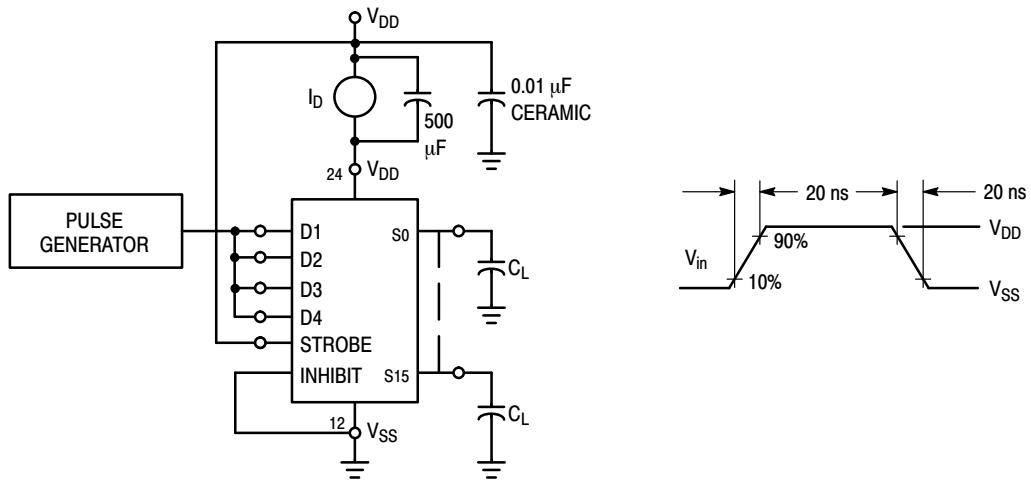 V_DD
I_D
500
µF
0.01 µF
CERAMIC
24
V_DD
PULSE
GENERATOR
D1
D2
D3
D4
STROBE
INHIBIT
S0
S15
C_L
C_L
12
V_SS
20 ns
20 ns
V_in
90%
10%
V_DD
V_SS